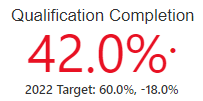 Qualification Completion
42.0%·
2022 Target: 60.0%, -18.0%